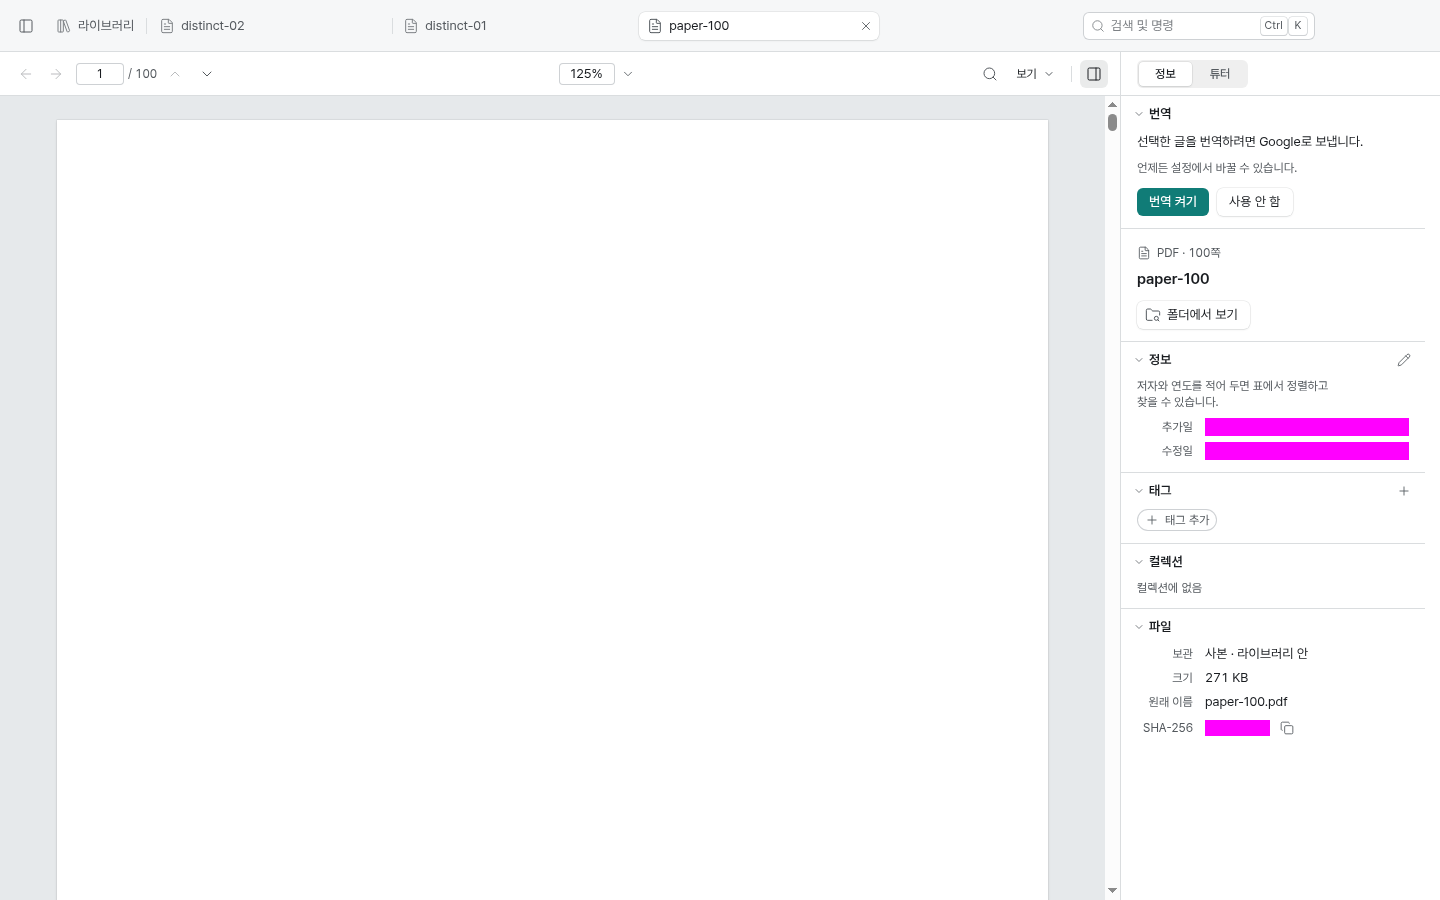 라이브러리
distinct-02
distinct-01
paper-100
검색 및 명령
Ctrl K
1 / 100
125%
보기
정보
튜터
번역
선택한 글을 번역하려면 Google로 보냅니다.
언제든 설정에서 바꿀 수 있습니다.
번역 켜기
사용 안 함
PDF · 100쪽
paper-100
폴더에서 보기
정보
저자와 연도를 적어 두면 표에서 정렬하고
찾을 수 있습니다.
추가일
수정일
태그
태그 추가
컬렉션
컬렉션에 없음
파일
보관 사본 · 라이브러리 안
크기 271 KB
원래 이름 paper-100.pdf
SHA-256